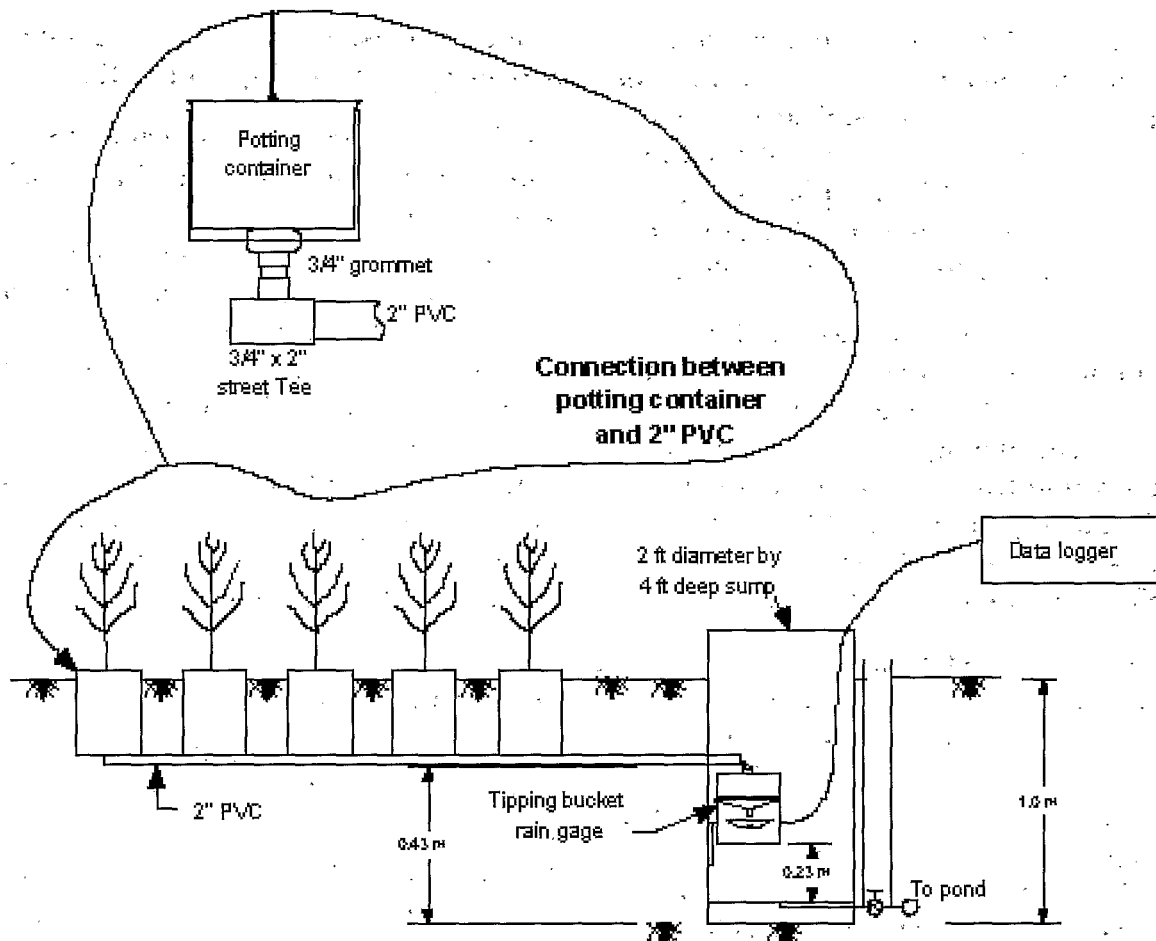 Potting
container
3/4" grommet
2" PVC
3/4" x 2"
street Tee
Connection between
potting container
and 2" PVC
2 ft diameter by
4 ft deep sump
Data logger
2" PVC
Tipping bucket
rain gage
0.43 m
0.23 m
1.0 m
To pond